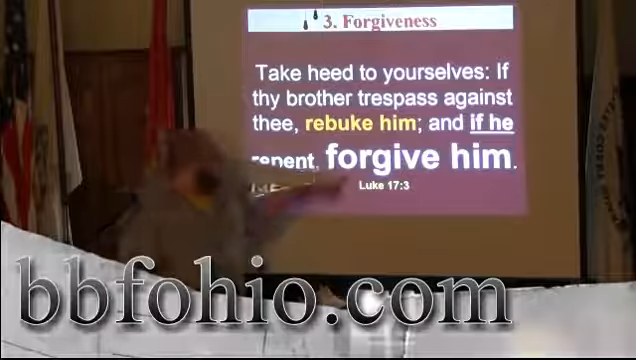 3. Forgiveness
Take heed to yourselves: If
thy brother trespass against
thee, rebuke him; and if he
repent, forgive him.
Luke 17:3
bbfohio.com